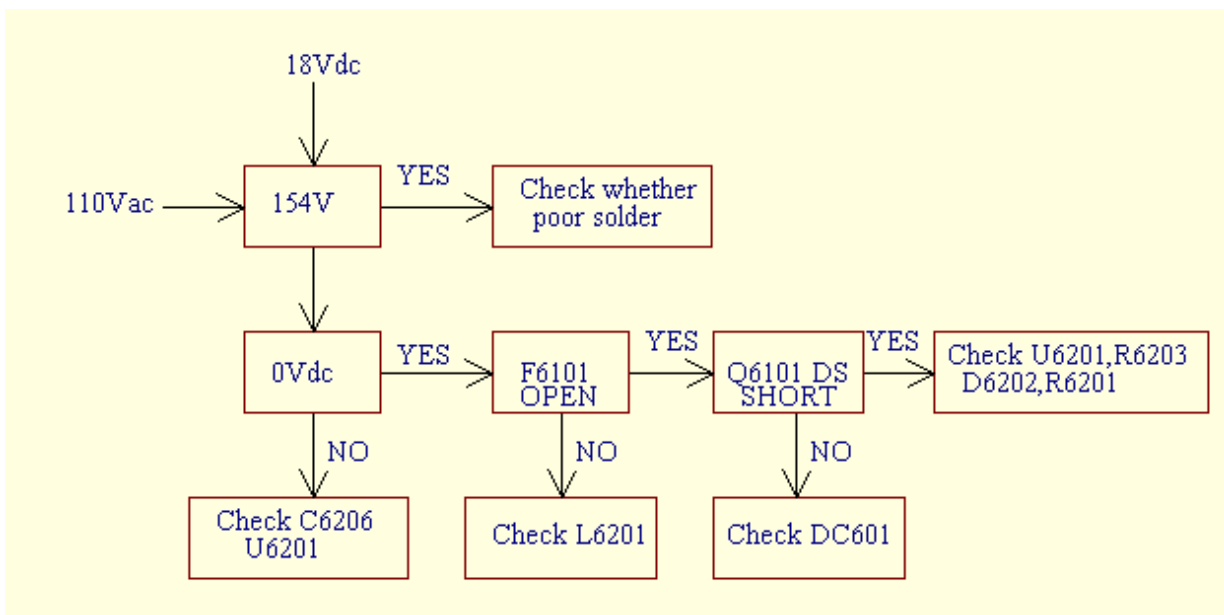 18Vdc
110Vac
154V
YES
Check whether
poor solder
0Vdc
YES
F6101
OPEN
YES
Q6101 DS
SHORT
YES
Check U6201,R6203
D6202,R6201
NO
NO
NO
Check C6206
U6201
Check L6201
Check DC601